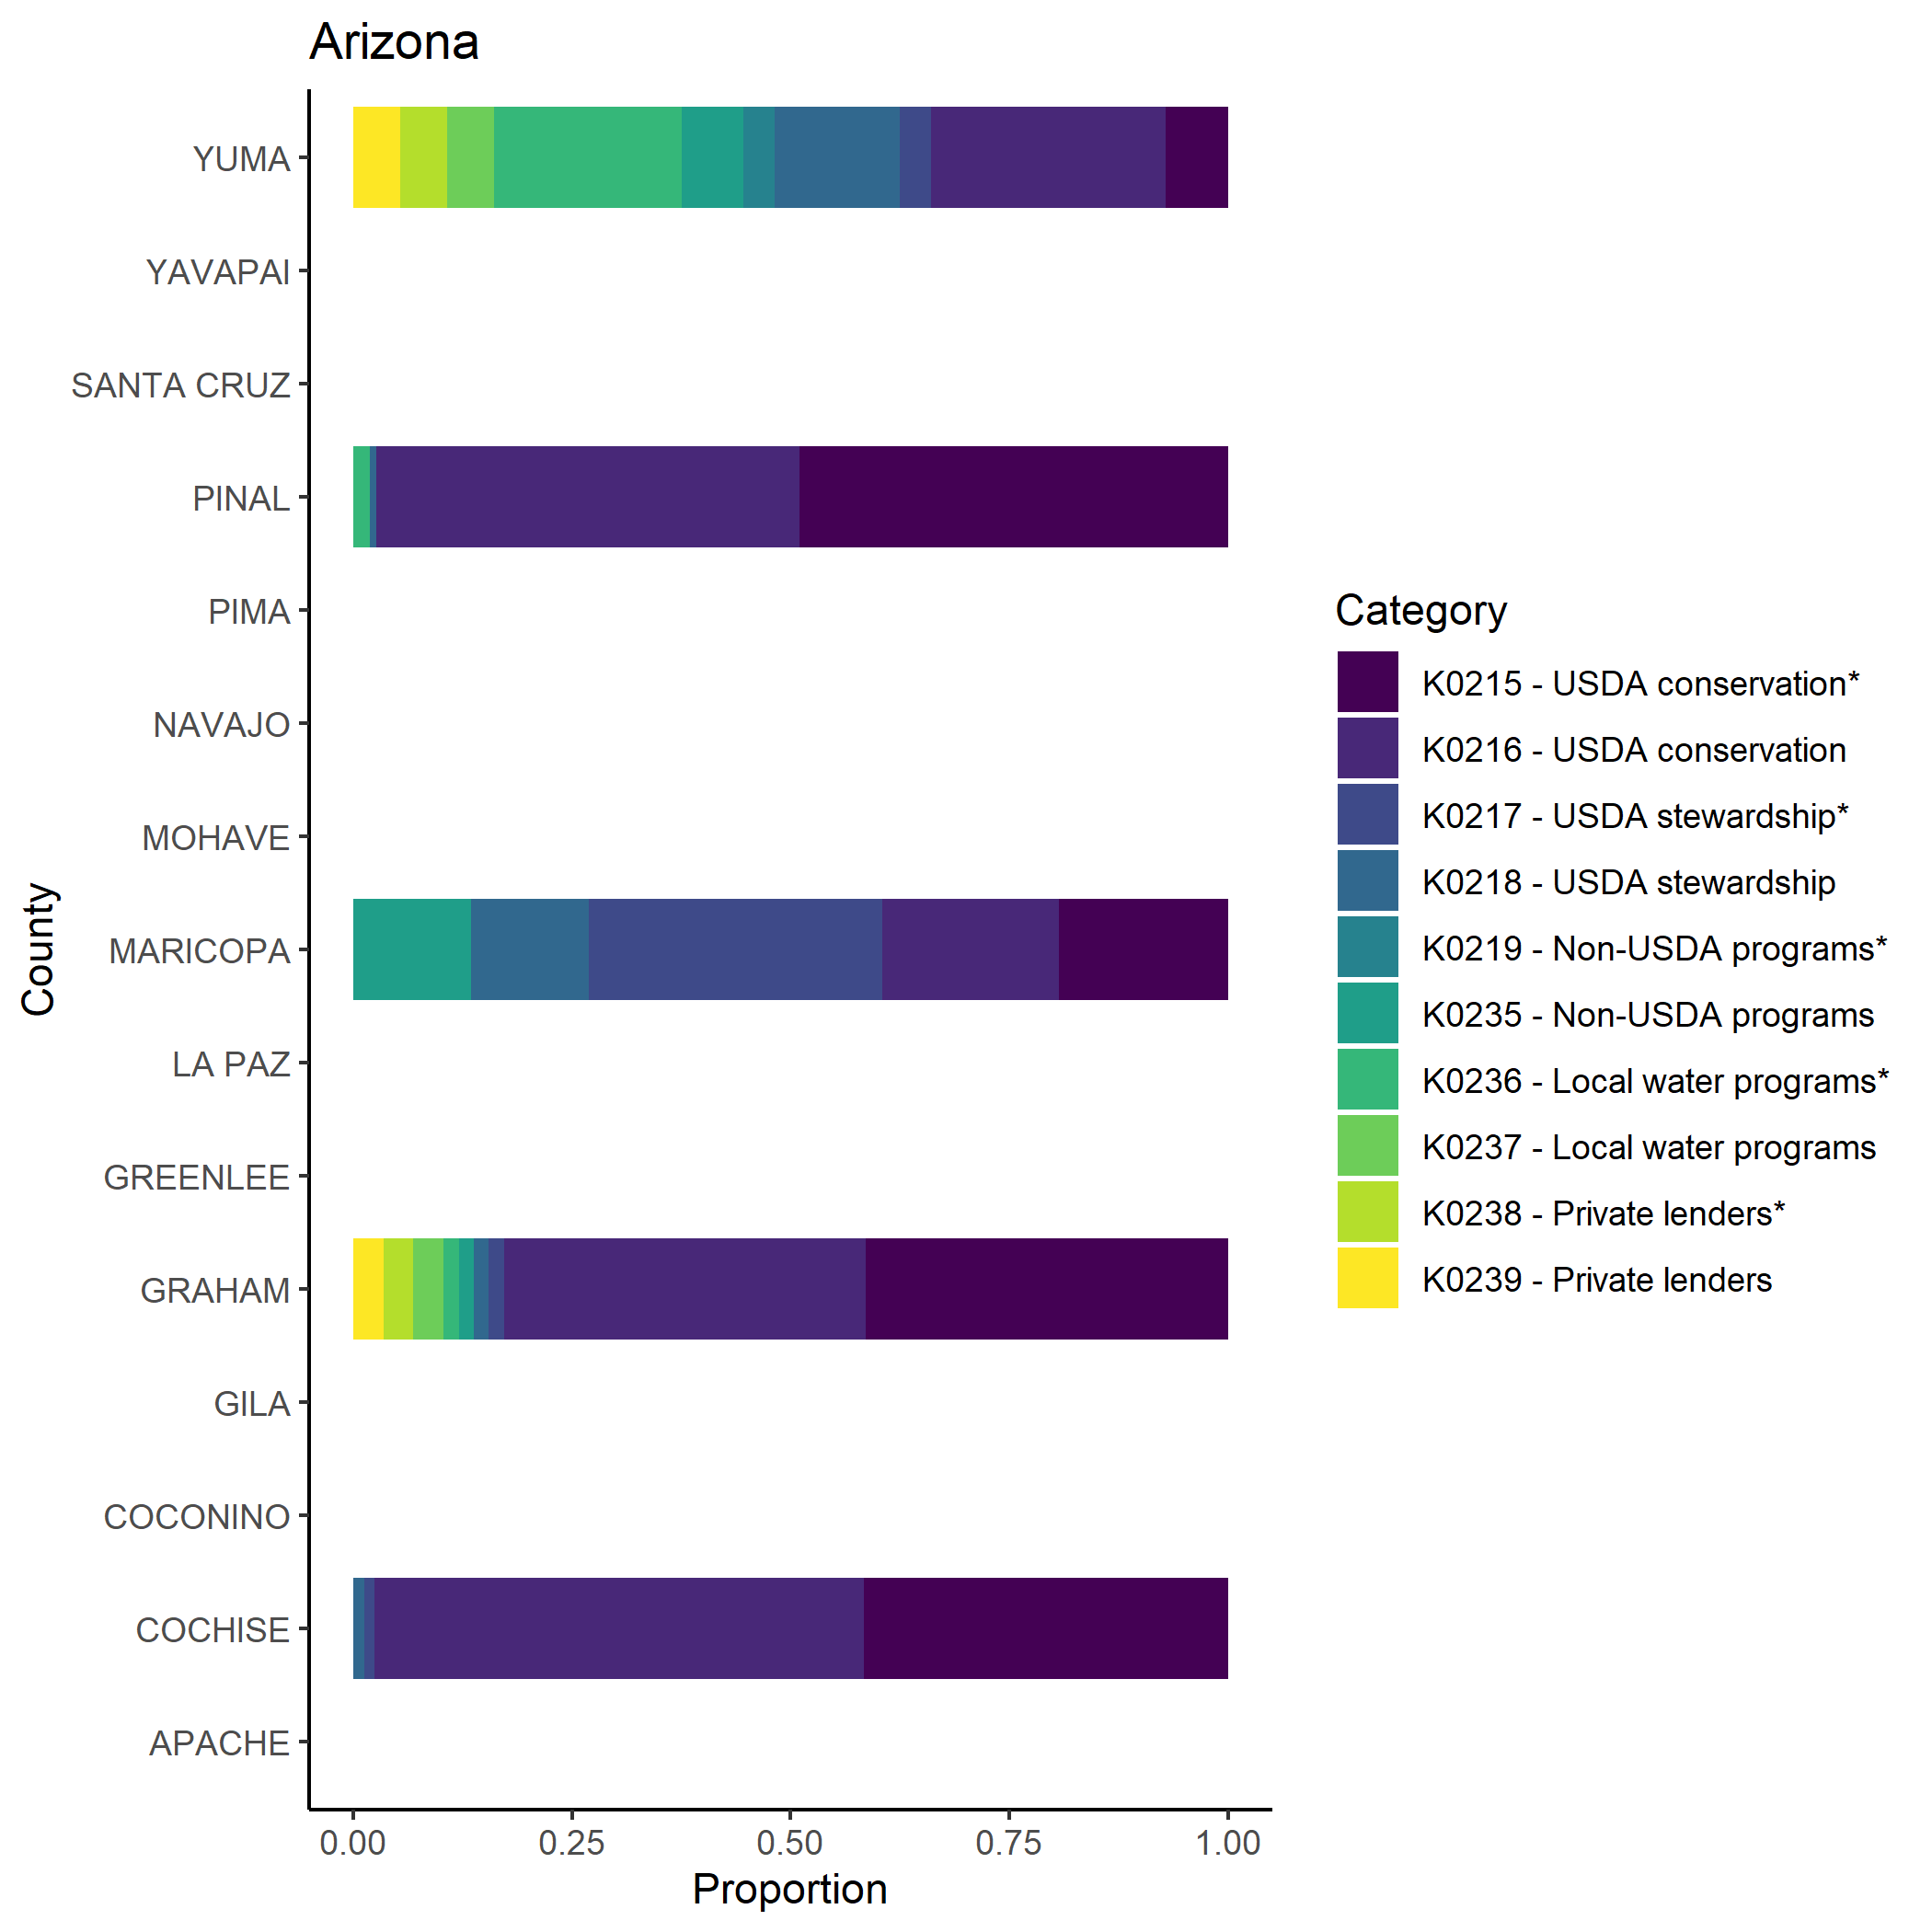 Arizona
YUMA
YAVAPAI
SANTA CRUZ
PINAL
PIMA
NAVAJO
MOHAVE
MARICOPA
LA PAZ
GREENLEE
GRAHAM
GILA
COCONINO
COCHISE
APACHE
County
0.00 0.25 0.50 0.75 1.00
Proportion
Category
K0215 - USDA conservation*
K0216 - USDA conservation
K0217 - USDA stewardship*
K0218 - USDA stewardship
K0219 - Non-USDA programs*
K0235 - Non-USDA programs
K0236 - Local water programs*
K0237 - Local water programs
K0238 - Private lenders*
K0239 - Private lenders